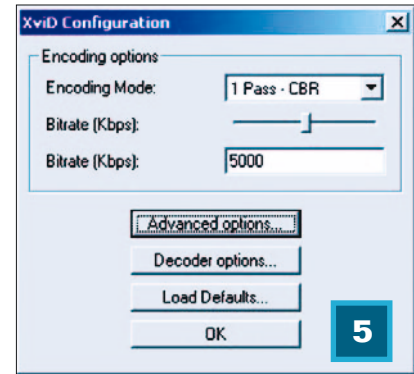 XviD Configuration
Encoding options
Encoding Mode: 1 Pass - CBR
Bitrate (Kbps):
Bitrate (Kbps): 5000
Advanced options...
Decoder options...
Load Defaults...
OK
5